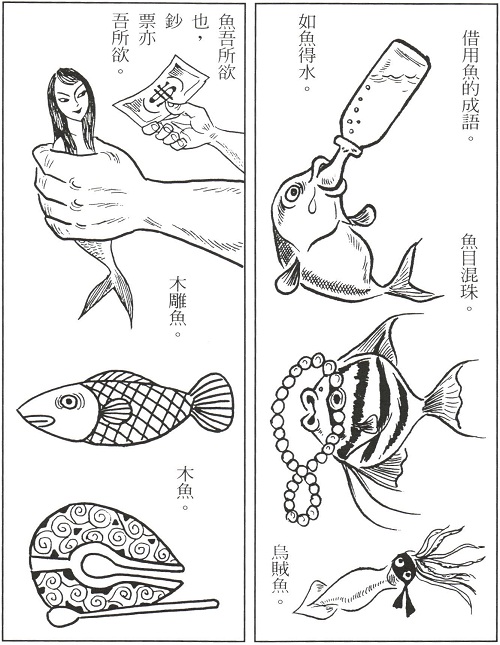 借用魚的成語。
如魚得水。
魚目混珠。
烏賊魚。
魚吾所欲
也，
鈔
票亦
吾所欲。
木雕魚。
木魚。